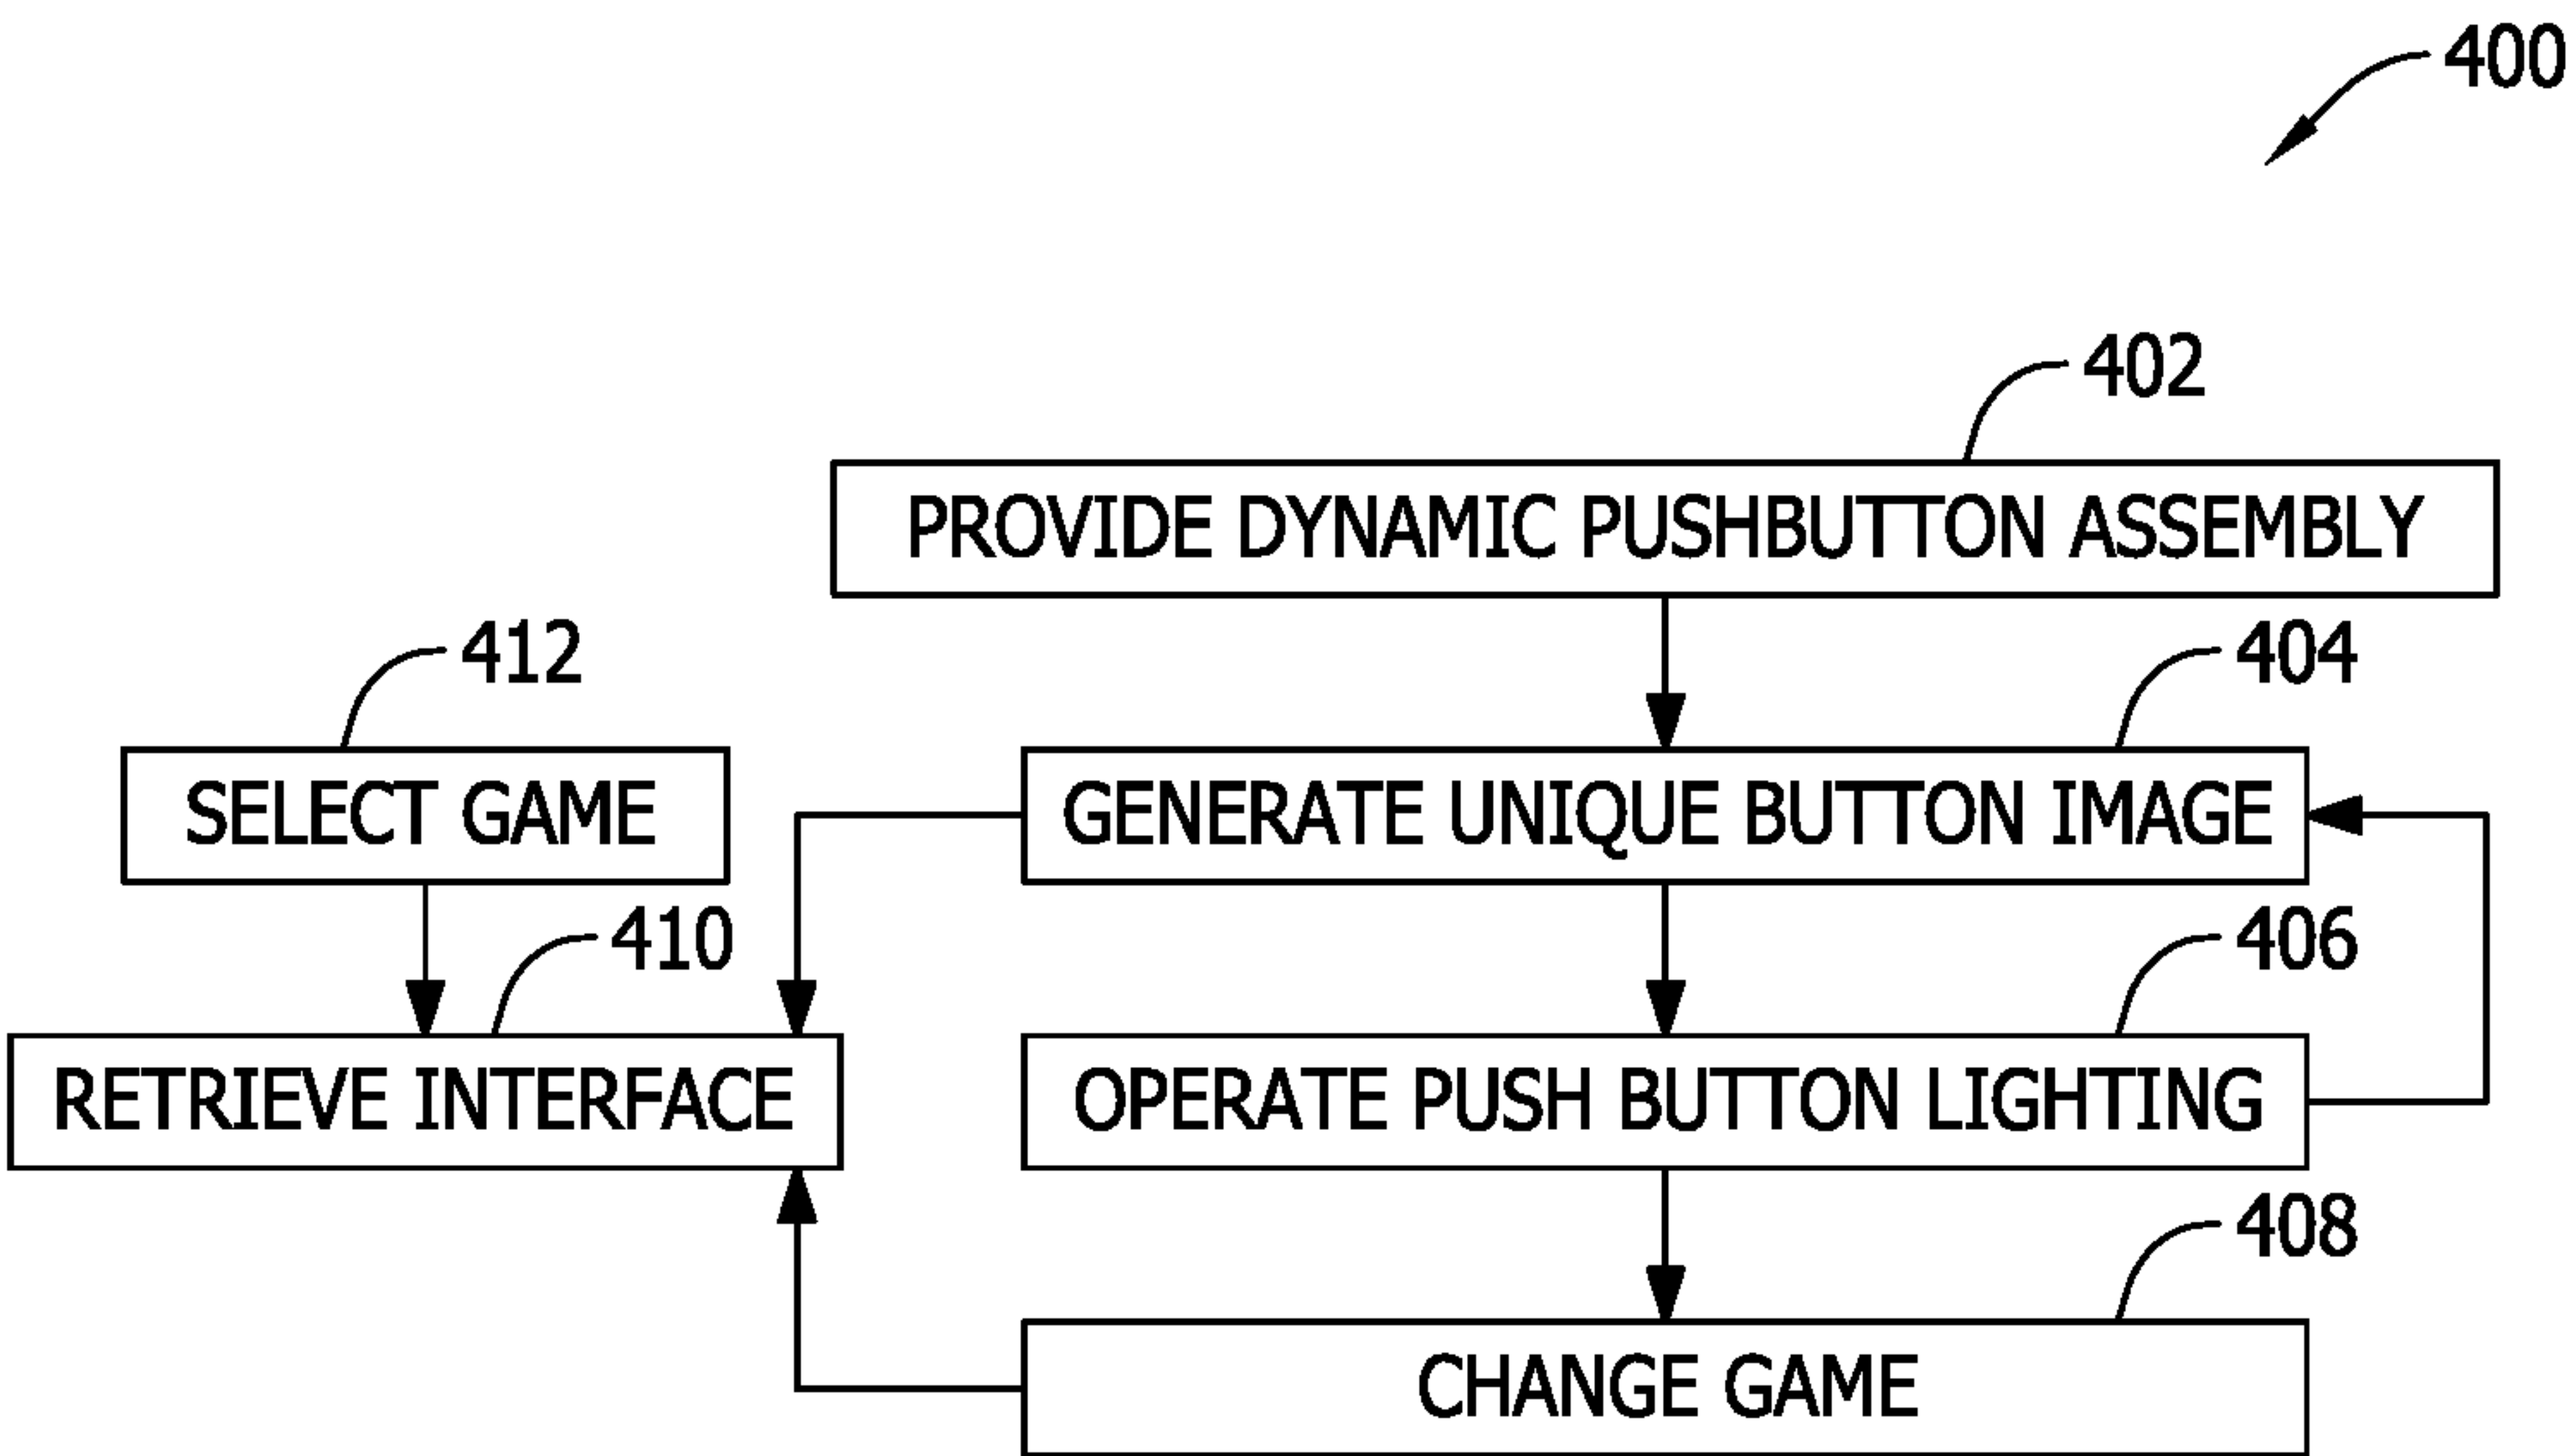 400
402
PROVIDE DYNAMIC PUSHBUTTON ASSEMBLY
412
404
SELECT GAME
GENERATE UNIQUE BUTTON IMAGE
410
406
RETRIEVE INTERFACE
OPERATE PUSH BUTTON LIGHTING
408
CHANGE GAME